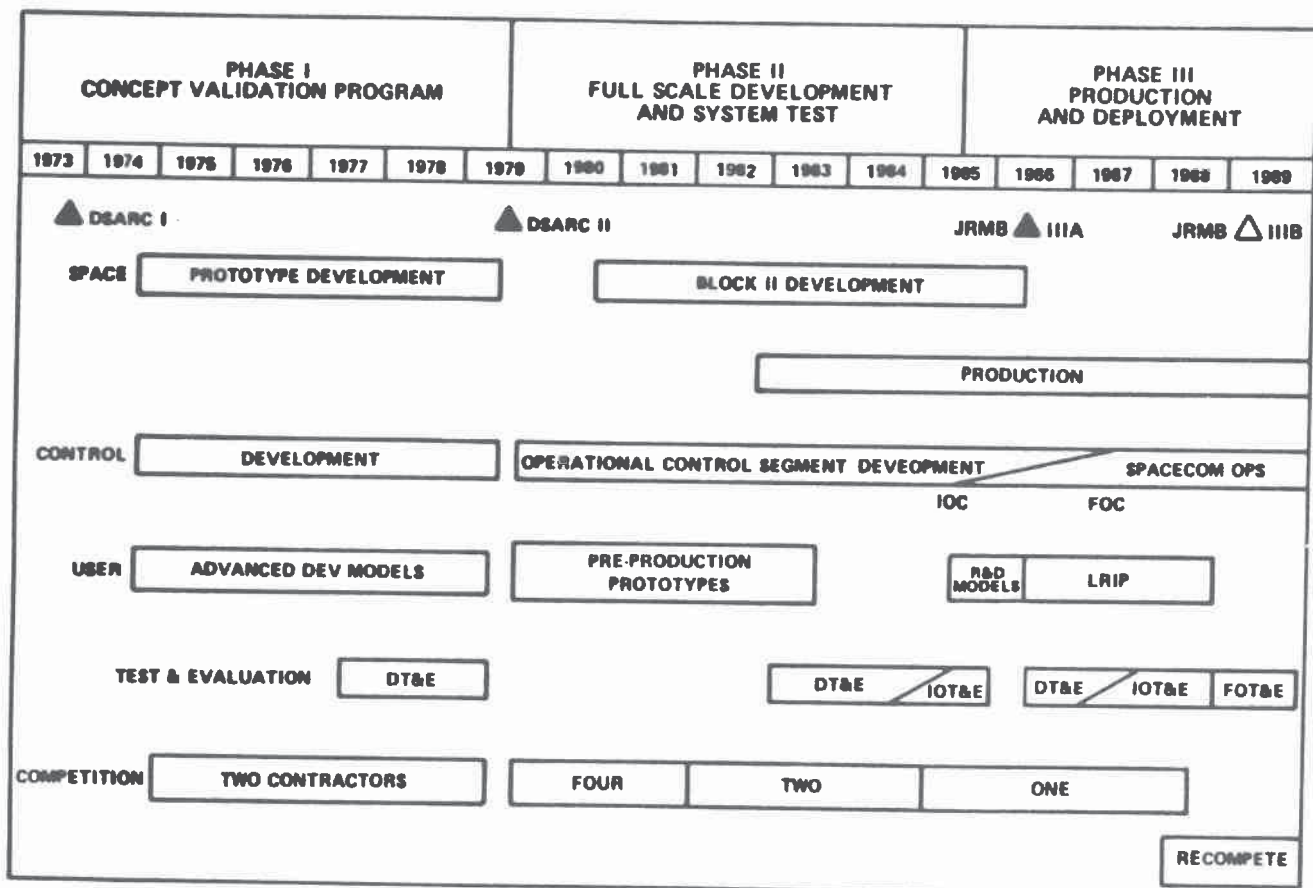 PHASE I
CONCEPT VALIDATION PROGRAM
PHASE II
FULL SCALE DEVELOPMENT
AND SYSTEM TEST
PHASE III
PRODUCTION
AND DEPLOYMENT
1973 1974 1975 1976 1977 1978 1979 1980 1981 1982 1983 1984 1985 1986 1987 1988 1989
DSARC I DSARC II JRMB IIIA JRMB IIIB
SPACE PROTOTYPE DEVELOPMENT BLOCK II DEVELOPMENT
PRODUCTION
CONTROL DEVELOPMENT OPERATIONAL CONTROL SEGMENT DEVEOPMENT SPACECOM OPS
IOC FOC
USER ADVANCED DEV MODELS
PRE-PRODUCTION
PROTOTYPES
R&D
MODELS
LRIP
TEST & EVALUATION DT&E DT&E IOT&E DT&E IOT&E FOT&E
COMPETITION TWO CONTRACTORS FOUR TWO ONE
RECOMPETE